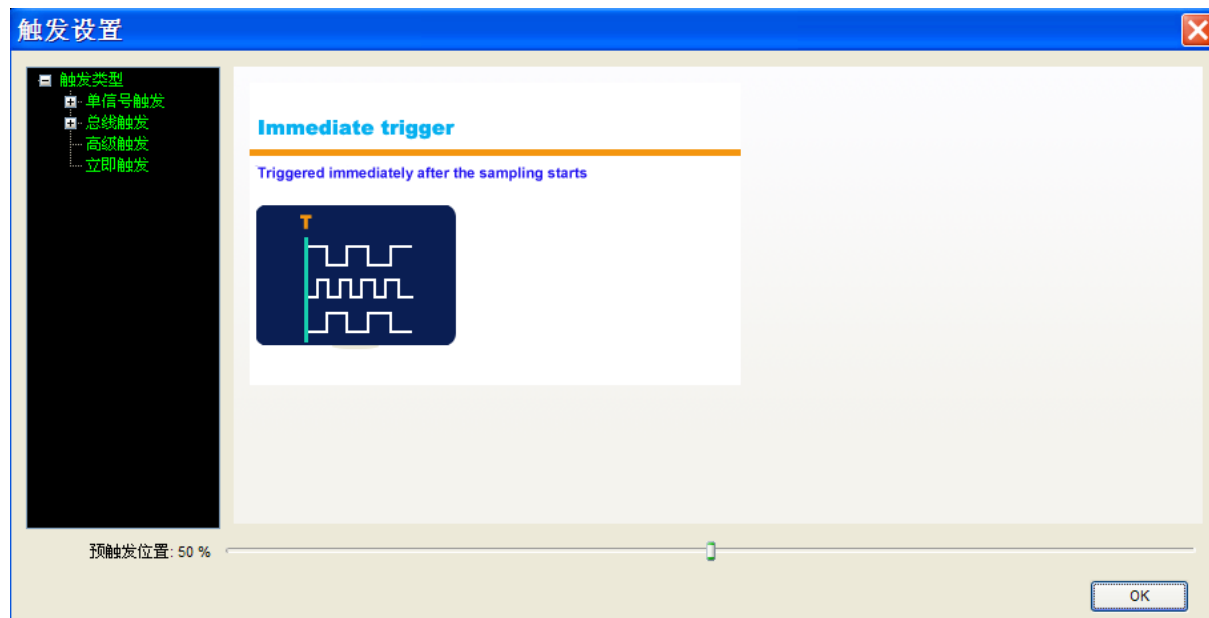 触发设置
触发类型
单信号触发
总线触发
高级触发
立即触发
Immediate trigger
Triggered immediately after the sampling starts
T
预触发位置: 50 %
OK